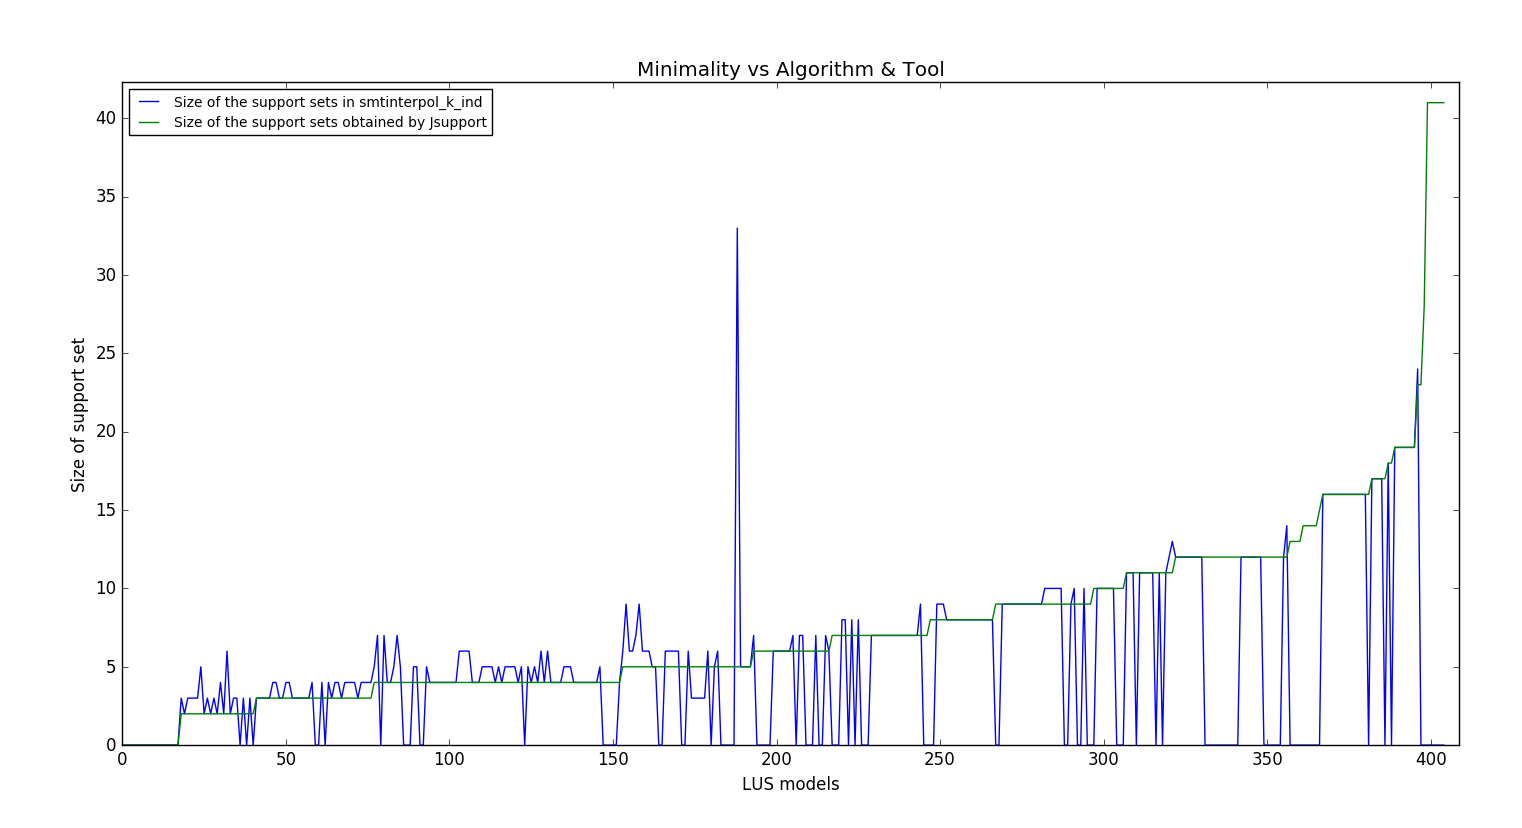 Minimality vs Algorithm & Tool
Size of the support sets in smtinterpol_k_ind
Size of the support sets obtained by Jsupport
40
35
30
25
20
15
10
5
0
Size of support set
0 50 100 150 200 250 300 350 400
LUS models